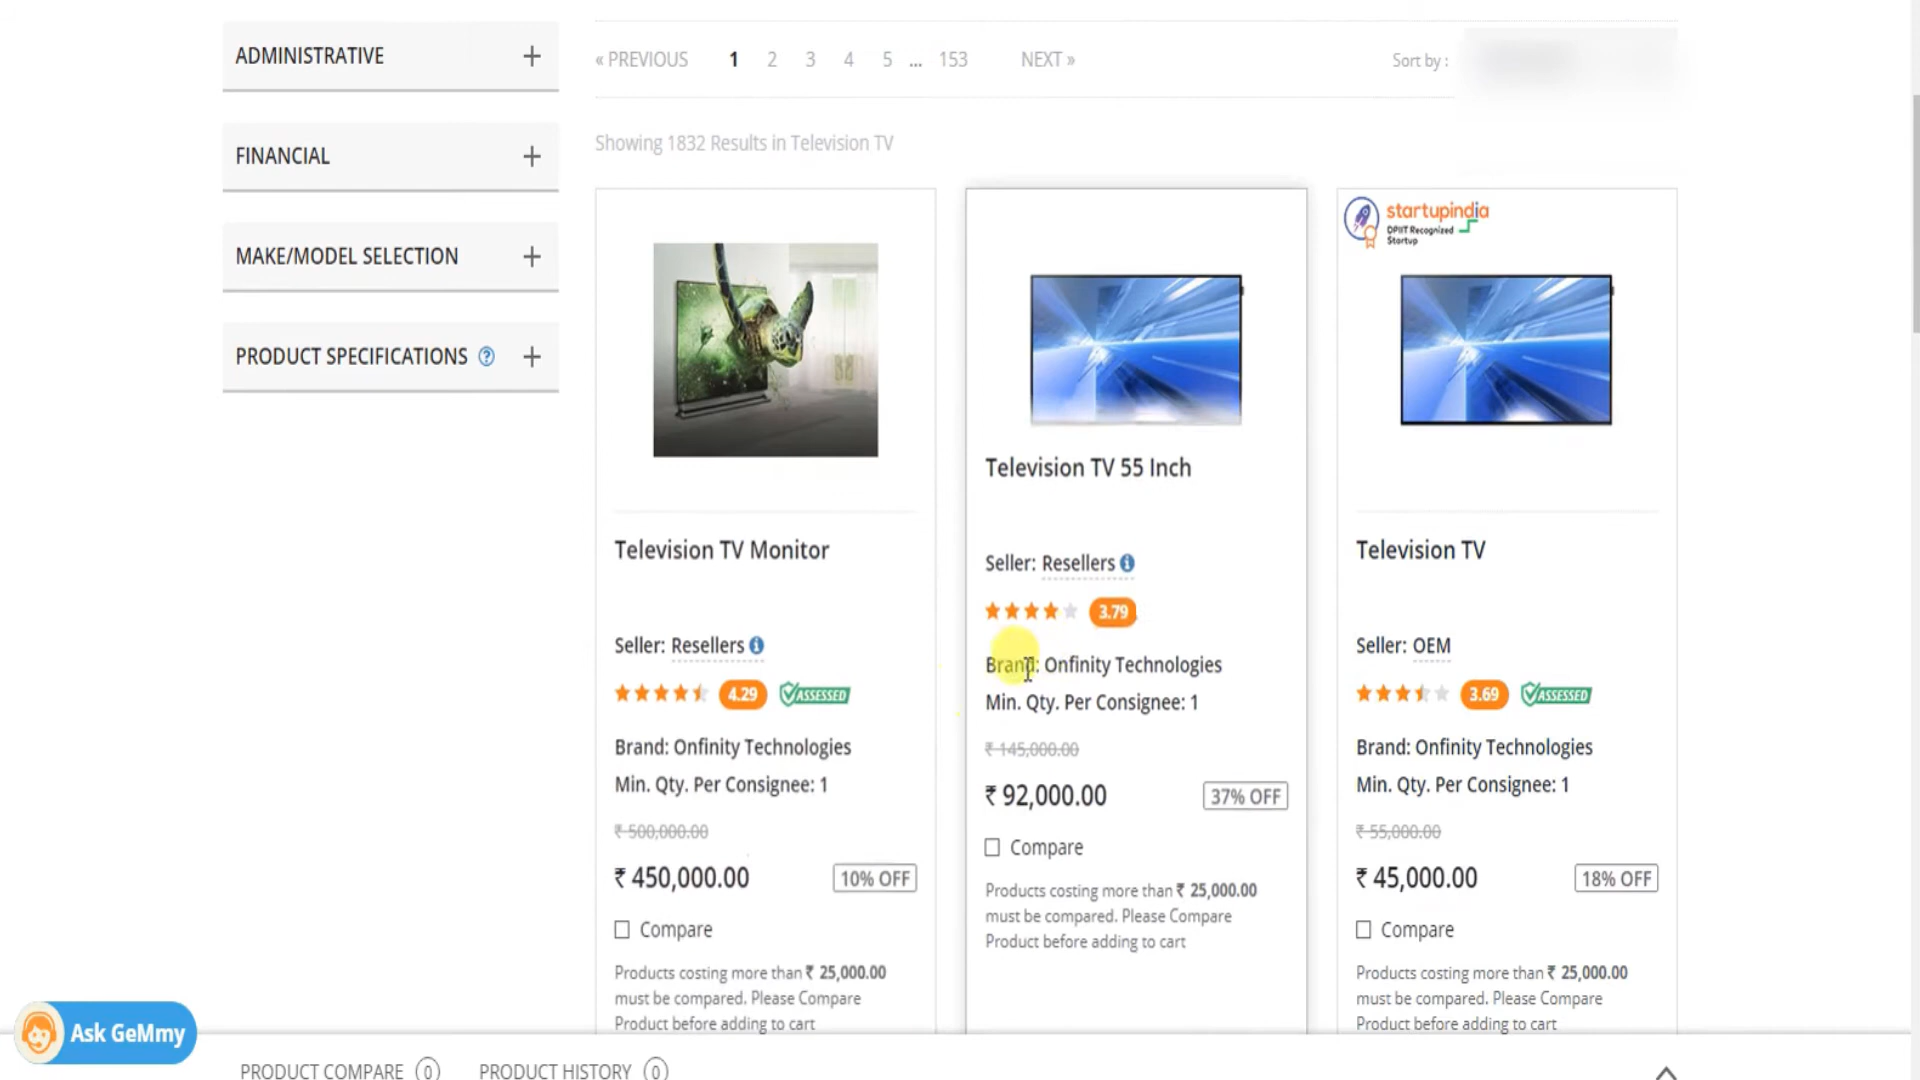 ADMINISTRATIVE
FINANCIAL
MAKE/MODEL SELECTION
PRODUCT SPECIFICATIONS
« PREVIOUS 1 2 3 4 5 ... 153 NEXT »
Sort by :
Showing 1832 Results in Television TV
Television TV Monitor
Seller: Resellers
4.29 ASSESSED
Brand: Onfinity Technologies
Min. Qty. Per Consignee: 1
₹ 500,000.00
₹ 450,000.00 10% OFF
Compare
Products costing more than ₹ 25,000.00
must be compared. Please Compare
Product before adding to cart
Television TV 55 Inch
Seller: Resellers
3.79
Brand: Onfinity Technologies
Min. Qty. Per Consignee: 1
₹ 145,000.00
₹ 92,000.00 37% OFF
Compare
Products costing more than ₹ 25,000.00
must be compared. Please Compare
Product before adding to cart
startupindia
DPIIT Recognized
Startup
Television TV
Seller: OEM
3.69 ASSESSED
Brand: Onfinity Technologies
Min. Qty. Per Consignee: 1
₹ 55,000.00
₹ 45,000.00 18% OFF
Compare
Products costing more than ₹ 25,000.00
must be compared. Please Compare
Product before adding to cart
Ask GeMmy
PRODUCT COMPARE 0 PRODUCT HISTORY 0